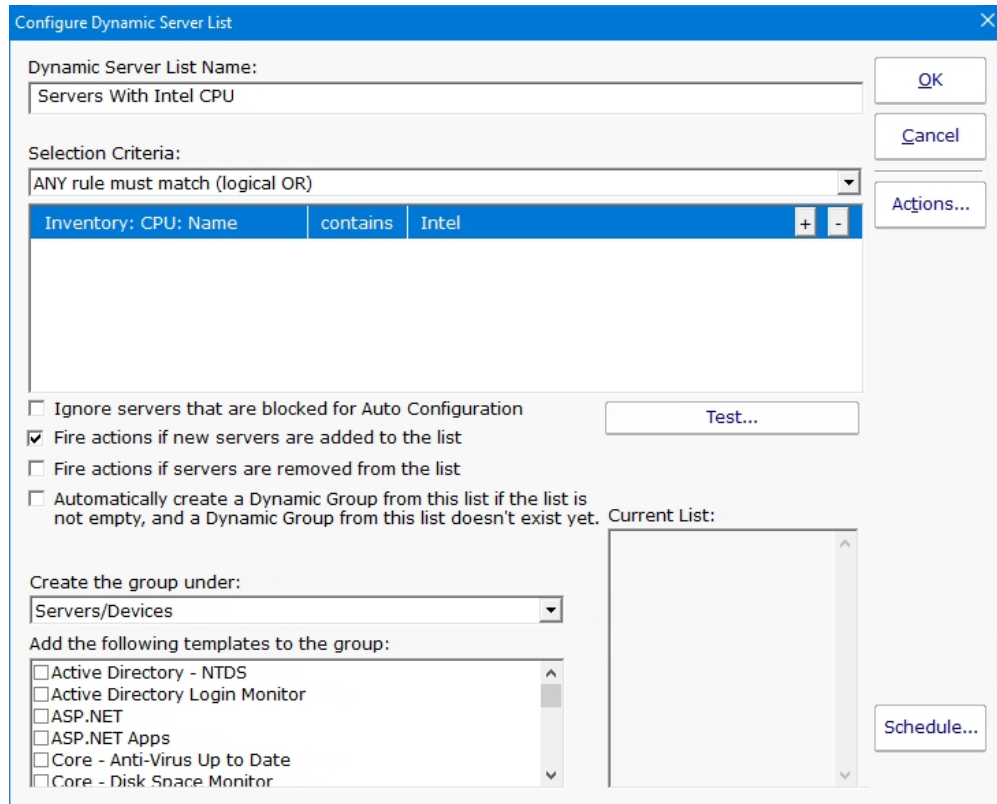 Configure Dynamic Server List
Dynamic Server List Name:
Servers With Intel CPU
OK
Cancel
Selection Criteria:
ANY rule must match (logical OR)
Actions...
Inventory: CPU: Name contains Intel + -
Ignore servers that are blocked for Auto Configuration
Test...
Fire actions if new servers are added to the list
Fire actions if servers are removed from the list
Automatically create a Dynamic Group from this list if the list is
not empty, and a Dynamic Group from this list doesn't exist yet.
Current List:
Create the group under:
Servers/Devices
Add the following templates to the group:
Active Directory - NTDS
Active Directory Login Monitor
ASP.NET
ASP.NET Apps
Core - Anti-Virus Up to Date
Core - Disk Space Monitor
Schedule...